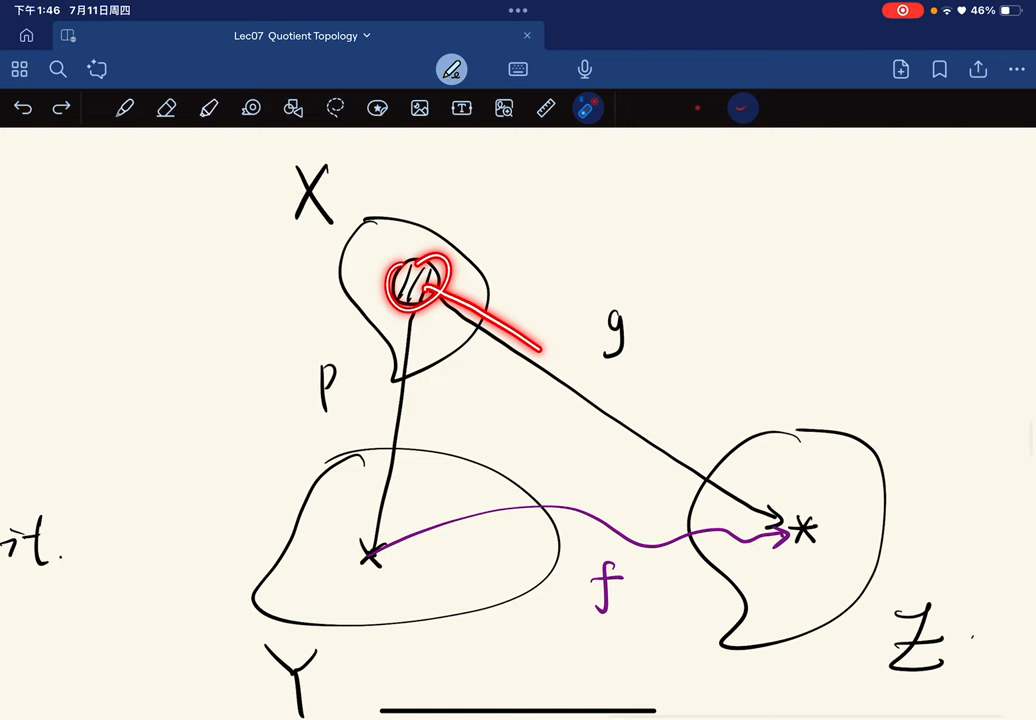 下午1:46 7月11日周四
46%
Lec07 Quotient Topology
X
g
p
t.
f
Z
Y